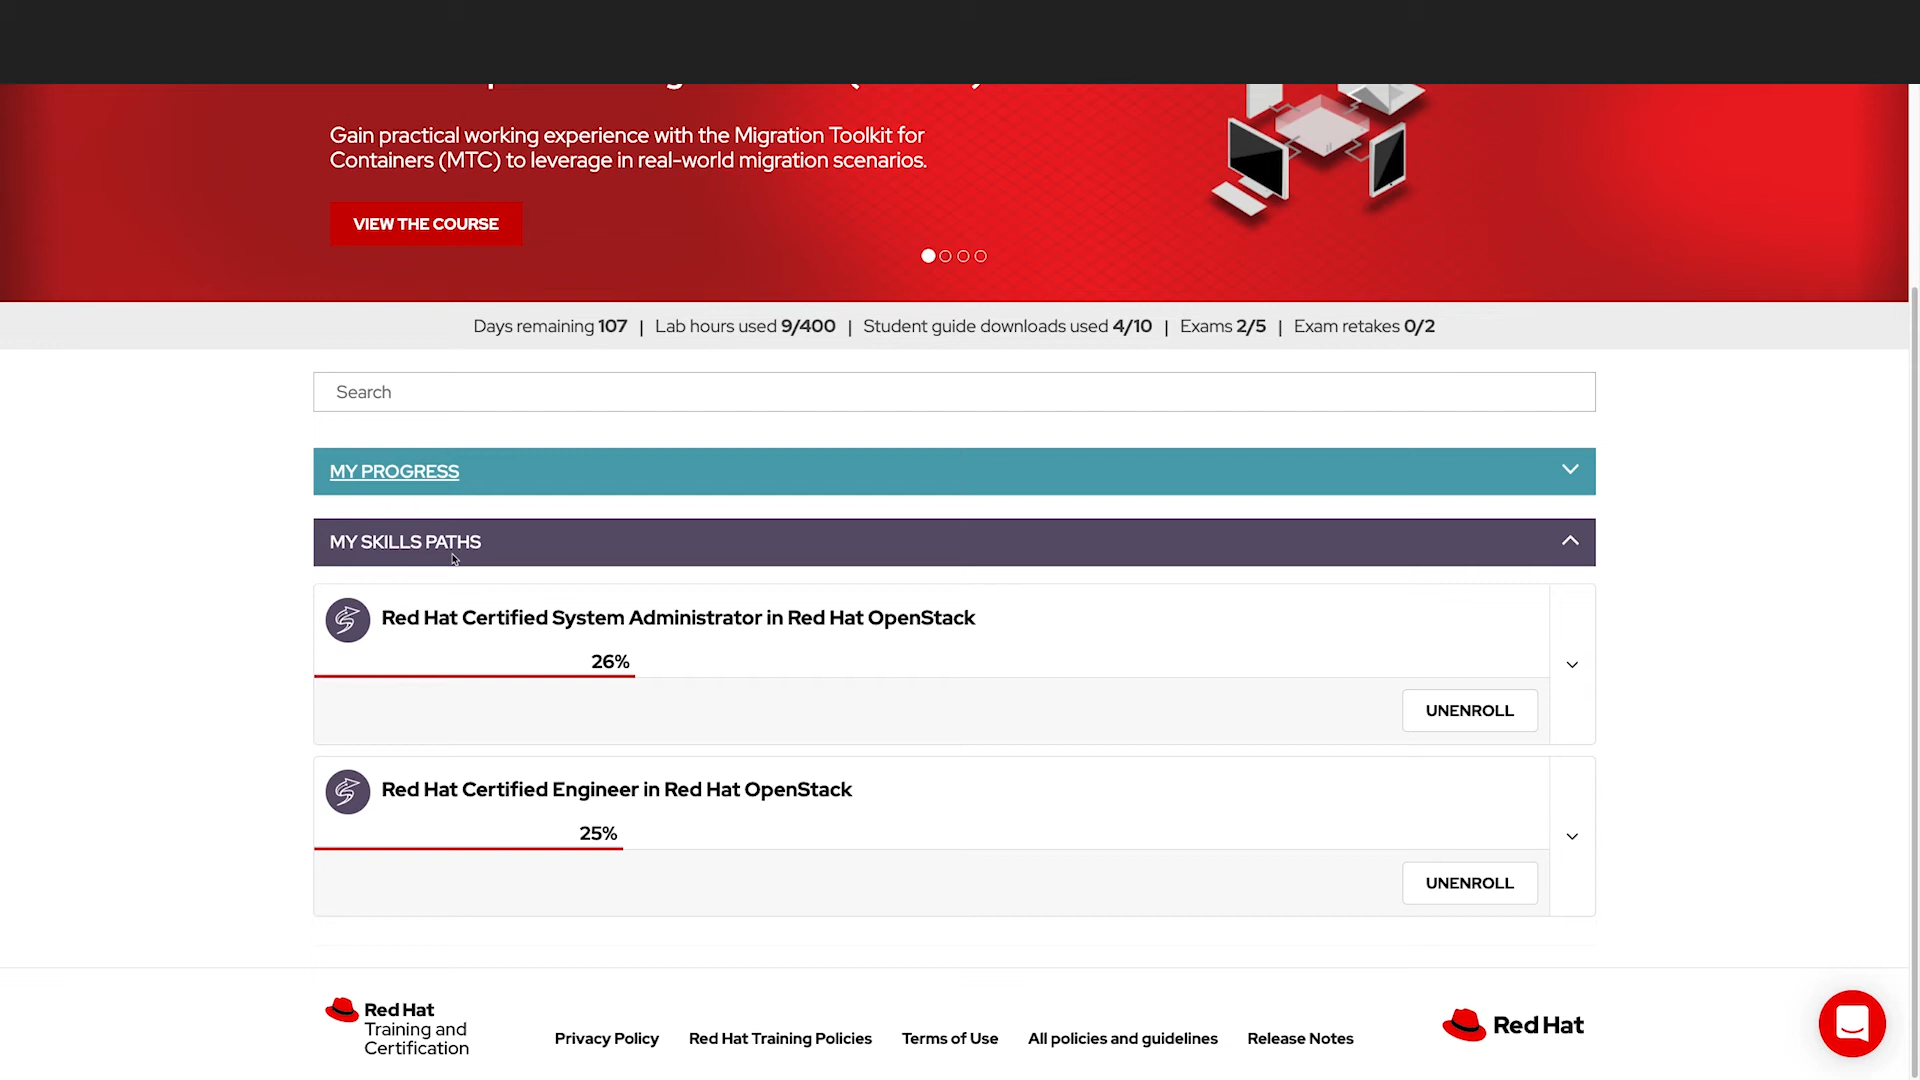 Gain practical working experience with the Migration Toolkit for
Containers (MTC) to leverage in real-world migration scenarios.
VIEW THE COURSE
Days remaining 107 | Lab hours used 9/400 | Student guide downloads used 4/10 | Exams 2/5 | Exam retakes 0/2
Search
MY PROGRESS
MY SKILLS PATHS
Red Hat Certified System Administrator in Red Hat OpenStack
26%
UNENROLL
Red Hat Certified Engineer in Red Hat OpenStack
25%
UNENROLL
Red Hat
Training and
Certification
Privacy Policy Red Hat Training Policies Terms of Use All policies and guidelines Release Notes
Red Hat